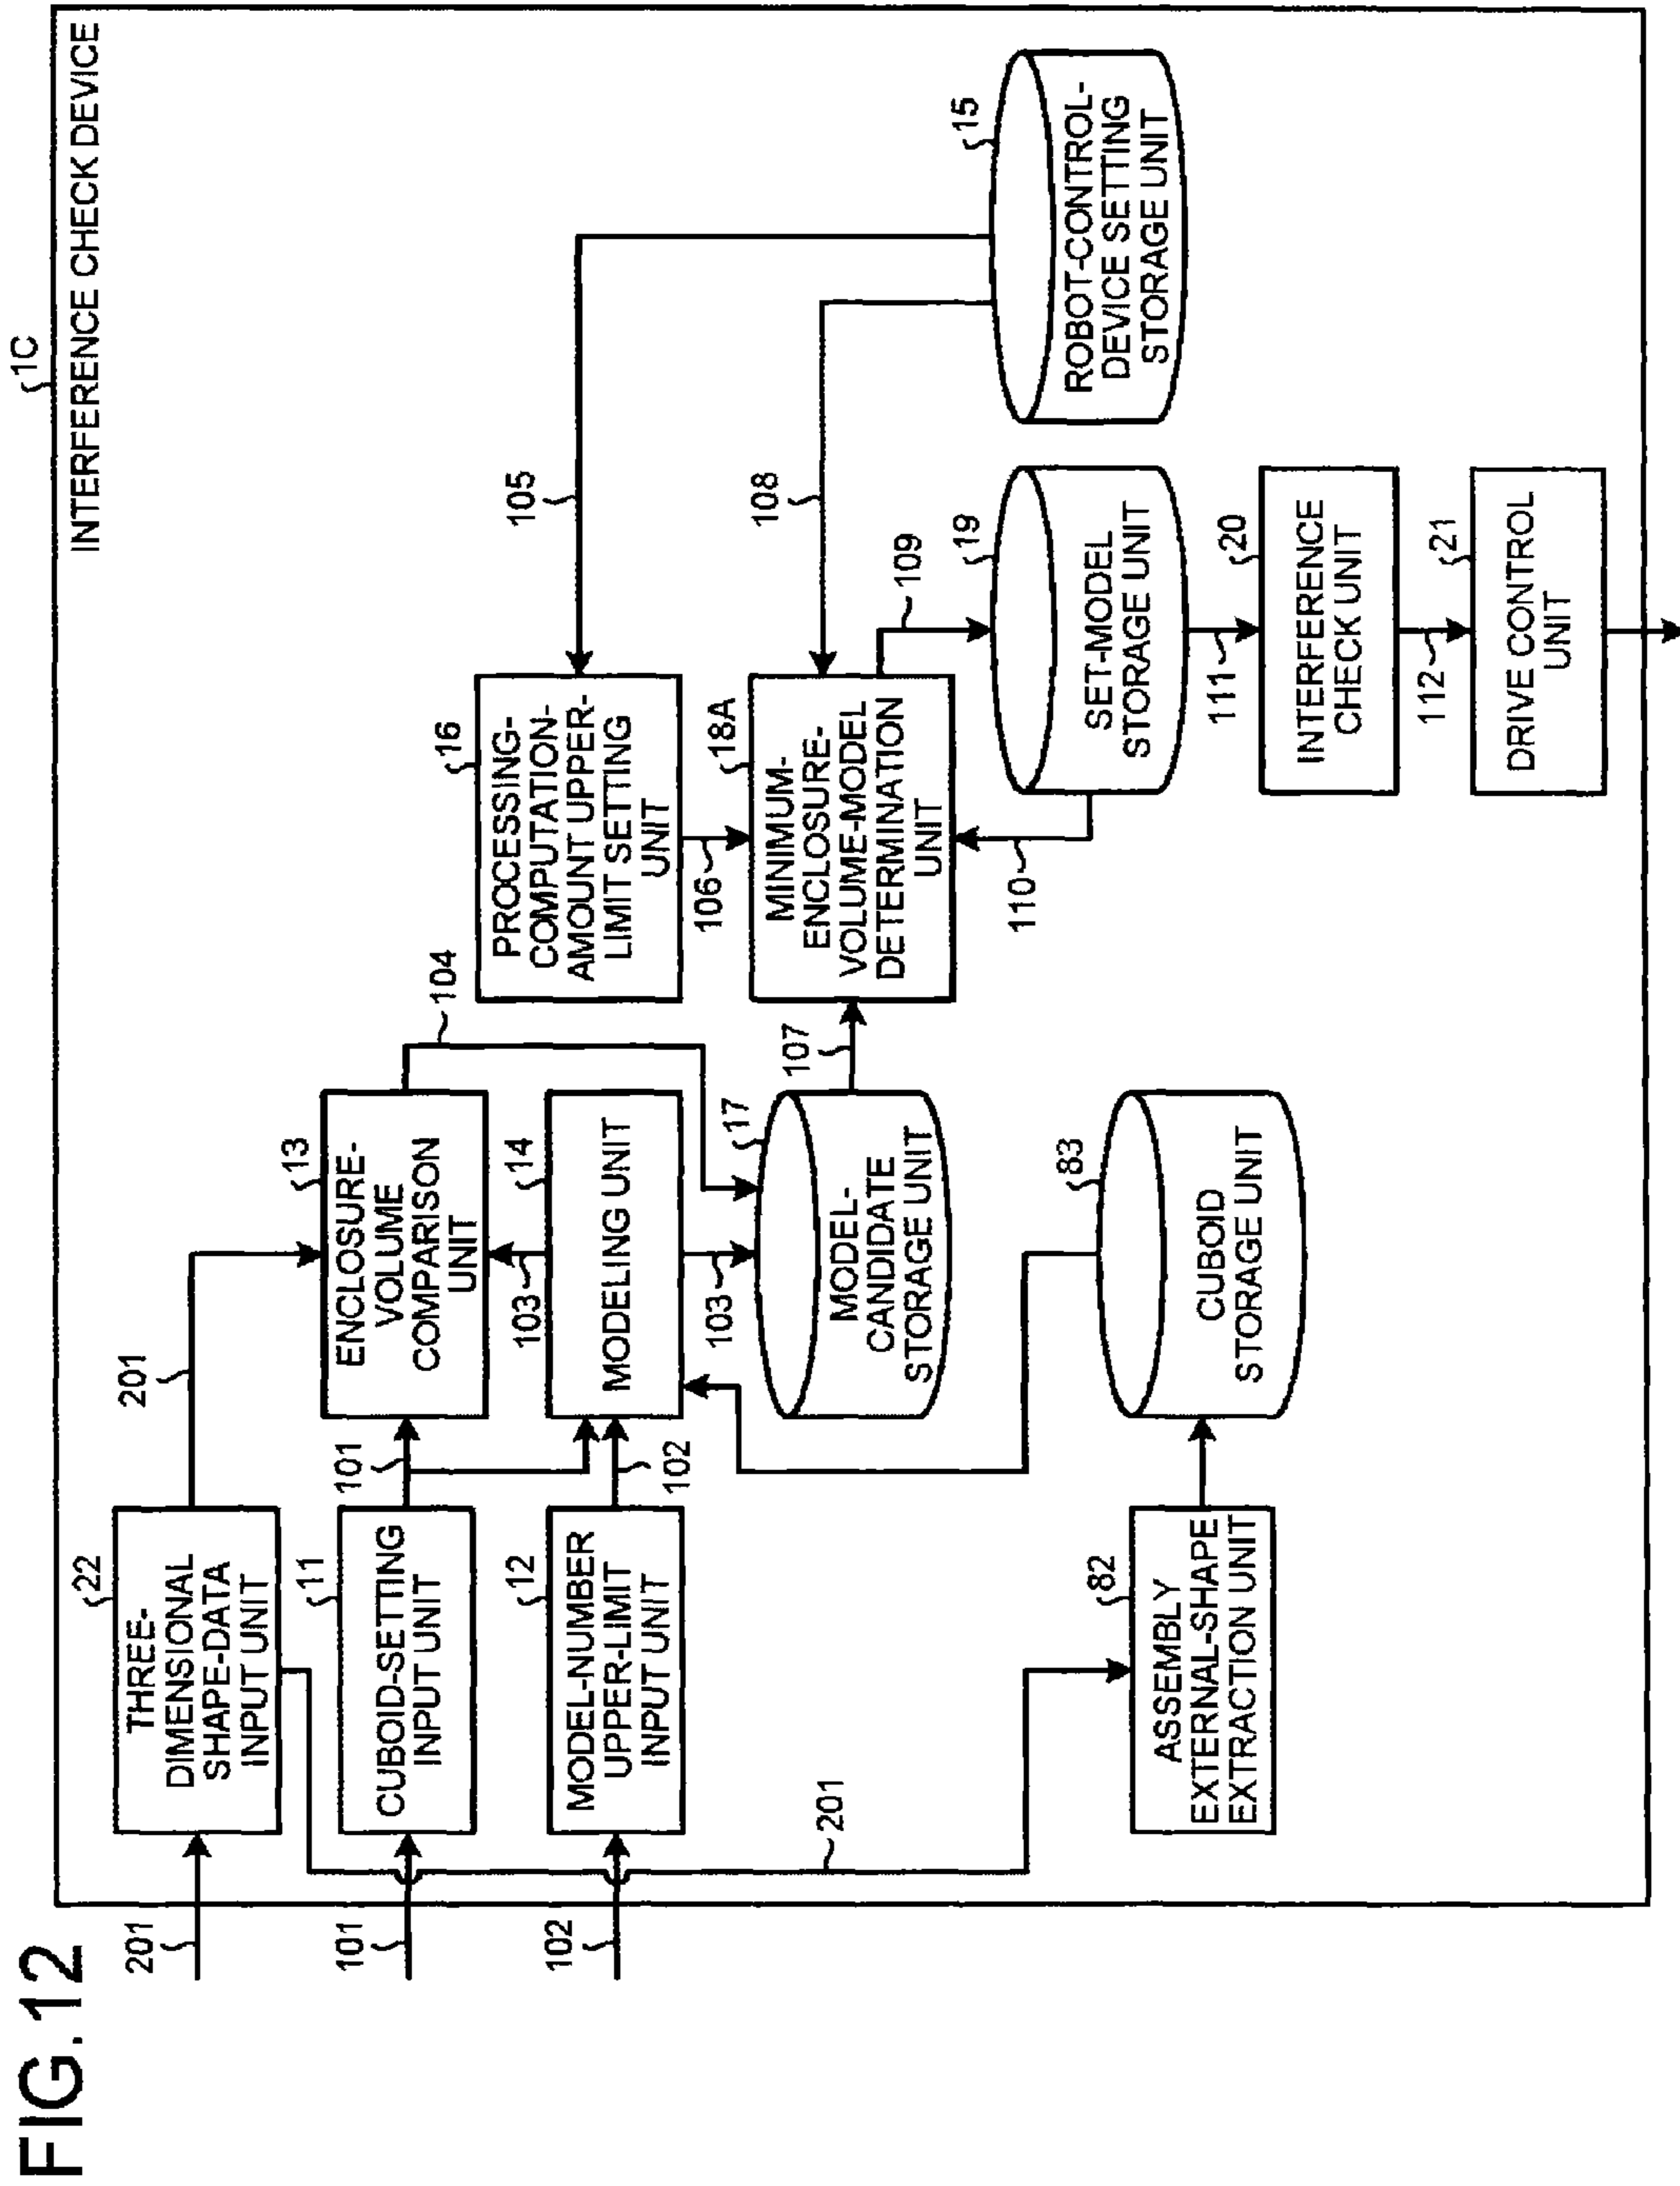 FIG.12
1C
INTERFERENCE CHECK DEVICE
201
101
102
22
THREE-
DIMENSIONAL
SHAPE-DATA
INPUT UNIT
11
CUBOID-SETTING
INPUT UNIT
12
MODEL-NUMBER
UPPER-LIMIT
INPUT UNIT
201
82
ASSEMBLY
EXTERNAL-SHAPE
EXTRACTION UNIT
201
101
102
13
ENCLOSURE-
VOLUME
COMPARISON
UNIT
103
14
MODELING UNIT
103
17
MODEL-
CANDIDATE
STORAGE UNIT
83
CUBOID
STORAGE UNIT
104
107
16
PROCESSING-
COMPUTATION-
AMOUNT UPPER-
LIMIT SETTING
UNIT
106
18A
MINIMUM-
ENCLOSURE-
VOLUME-MODEL
DETERMINATION
UNIT
110
109
19
SET-MODEL
STORAGE UNIT
111
20
INTERFERENCE
CHECK UNIT
112
21
DRIVE CONTROL
UNIT
105
108
15
ROBOT-CONTROL-
DEVICE SETTING
STORAGE UNIT